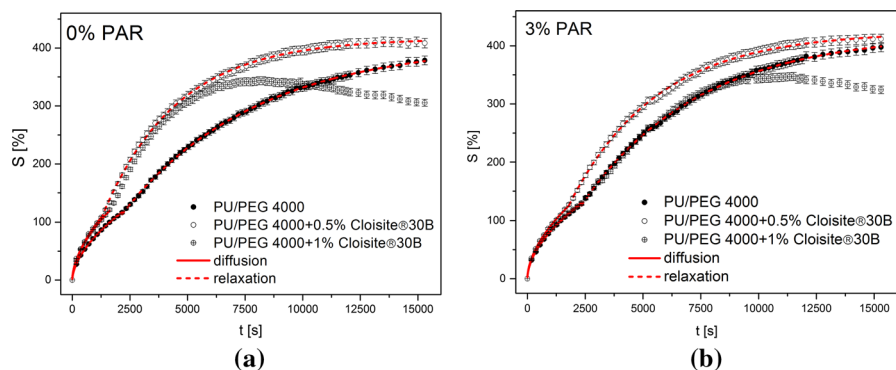 0% PAR
S [%]
400
300
200
100
0
PU/PEG 4000
PU/PEG 4000+0.5% Cloisite®30B
PU/PEG 4000+1% Cloisite®30B
diffusion
relaxation
0 2500 5000 7500 10000 12500 15000
t [s]
(a)
3% PAR
S [%]
400
300
200
100
0
PU/PEG 4000
PU/PEG 4000+0.5% Cloisite®30B
PU/PEG 4000+1% Cloisite®30B
diffusion
relaxation
0 2500 5000 7500 10000 12500 15000
t [s]
(b)